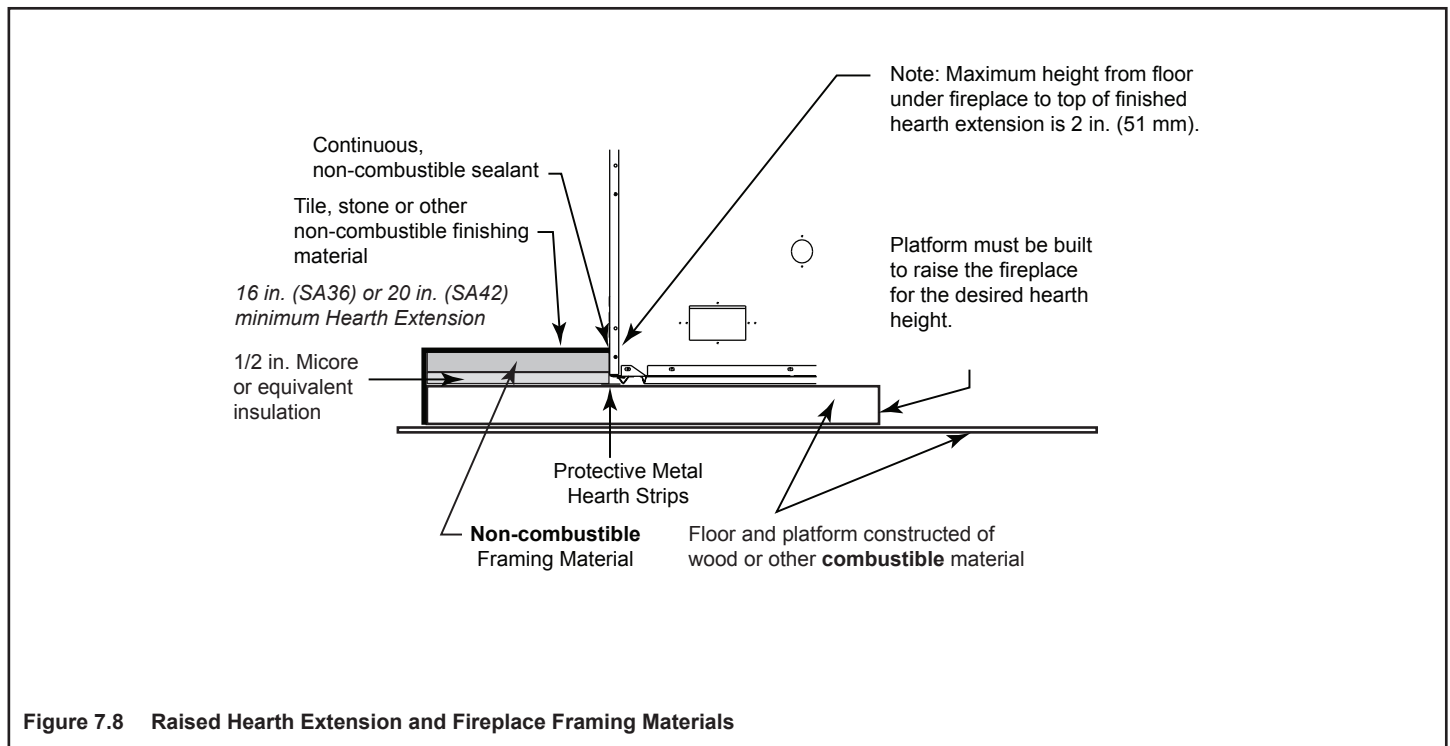 Note: Maximum height from floor
under fireplace to top of finished
hearth extension is 2 in. (51 mm).
Continuous,
non-combustible sealant
Tile, stone or other
non-combustible finishing
material
16 in. (SA36) or 20 in. (SA42)
minimum Hearth Extension
1/2 in. Micore
or equivalent
insulation
Platform must be built
to raise the fireplace
for the desired hearth
height.
Protective Metal
Hearth Strips
Non-combustible
Framing Material
Floor and platform constructed of
wood or other combustible material
Figure 7.8 Raised Hearth Extension and Fireplace Framing Materials